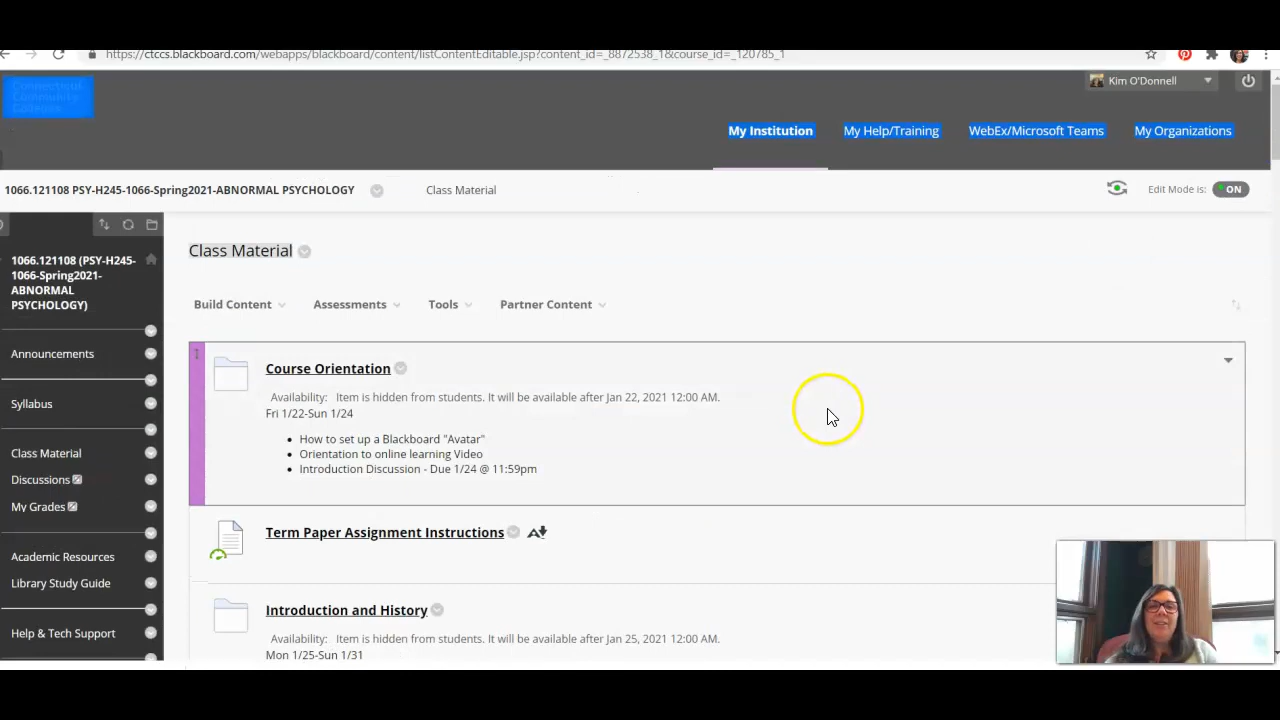 https://ctccs.blackboard.com/webapps/blackboard/content/listContentEditable.jsp?content_id=_8872538_1&course_id=_120785_1
Connecticut
Community
Colleges
Kim O'Donnell
My Institution
My Help/Training
WebEx/Microsoft Teams
My Organizations
1066.121108 PSY-H245-1066-Spring2021-ABNORMAL PSYCHOLOGY
Class Material
Edit Mode is:
ON
1066.121108 (PSY-H245-
1066-Spring2021-
ABNORMAL
PSYCHOLOGY)
Announcements
Syllabus
Class Material
Discussions
My Grades
Academic Resources
Library Study Guide
Help & Tech Support
Class Material
Build Content
Assessments
Tools
Partner Content
Course Orientation
Availability: Item is hidden from students. It will be available after Jan 22, 2021 12:00 AM.
Fri 1/22-Sun 1/24
How to set up a Blackboard "Avatar"
Orientation to online learning Video
Introduction Discussion - Due 1/24 @ 11:59pm
Term Paper Assignment Instructions
Introduction and History
Availability: Item is hidden from students. It will be available after Jan 25, 2021 12:00 AM.
Mon 1/25-Sun 1/31